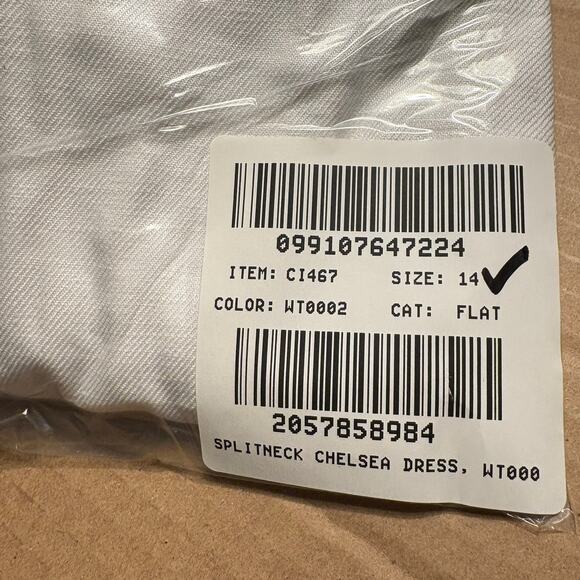 099107647224
ITEM: CI467 SIZE: 14
COLOR: WT0002 CAT: FLAT
2057858984
SPLITNECK CHELSEA DRESS, WT000